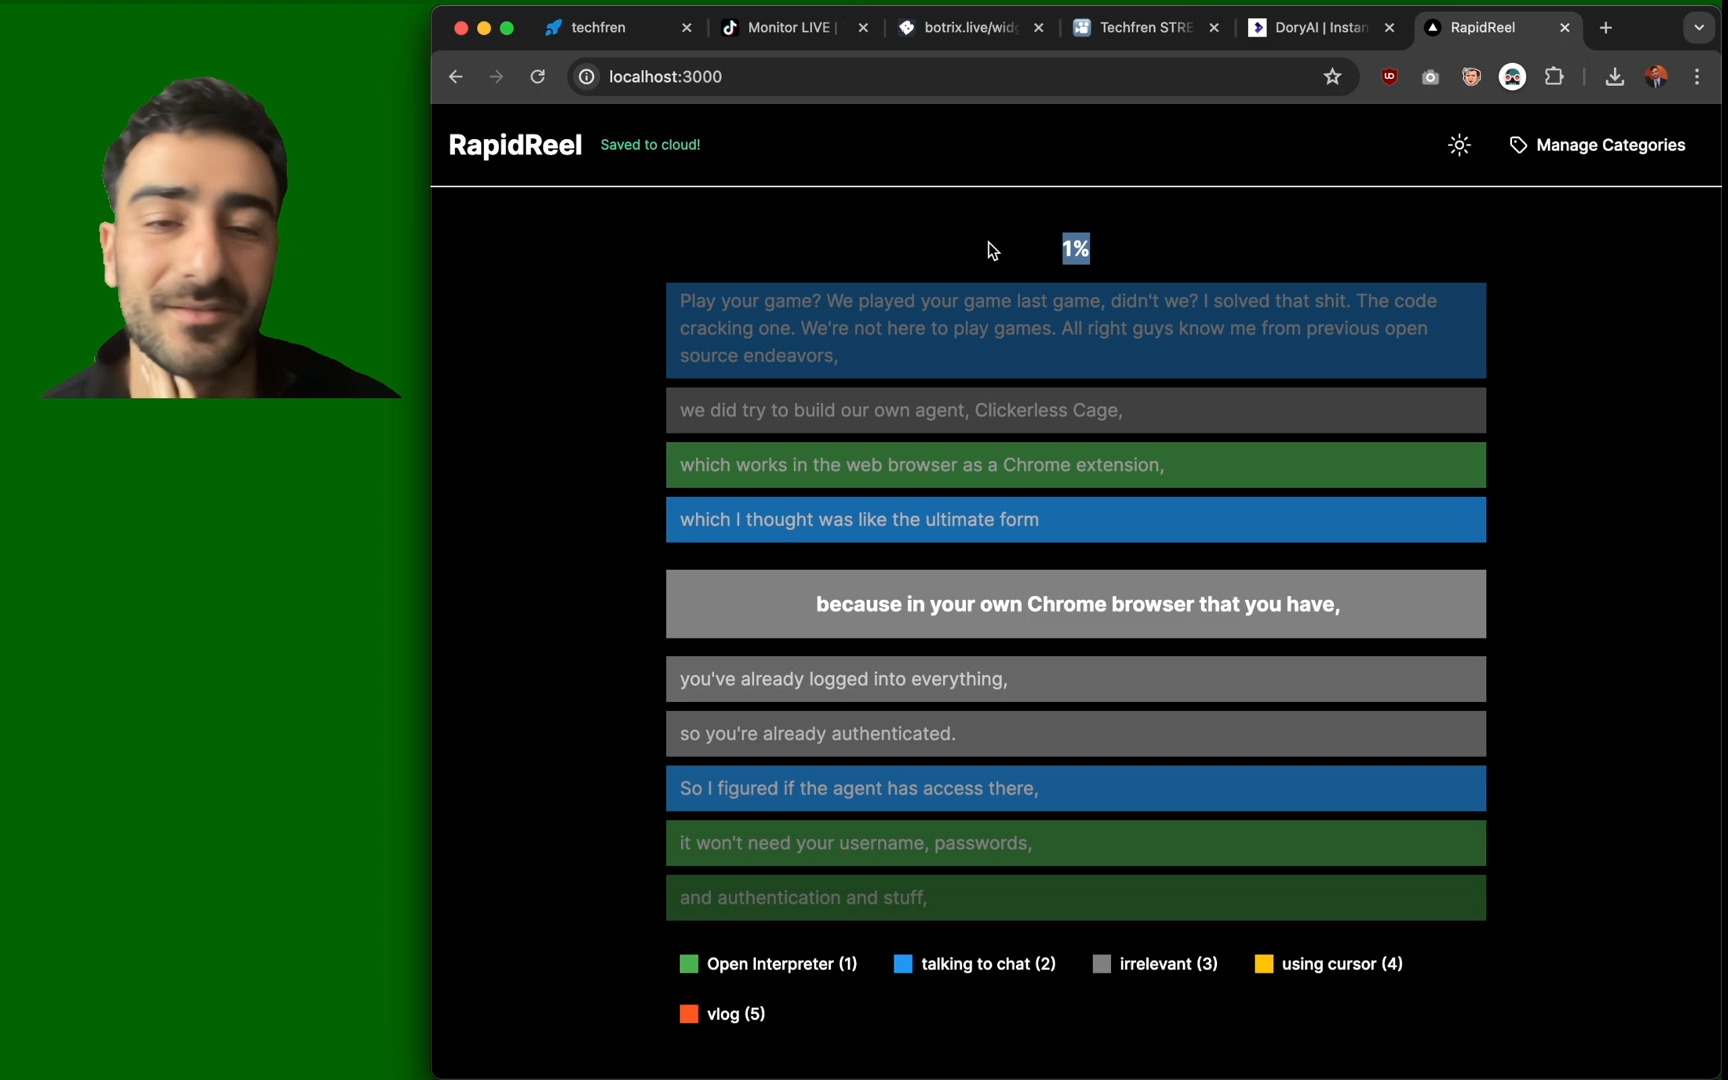 techfren
Monitor LIVE |
botrix.live/widg
Techfren STRE
DoryAI | Instan
RapidReel
localhost:3000
RapidReel
Saved to cloud!
Manage Categories
1%
Play your game? We played your game last game, didn't we? I solved that shit. The code
cracking one. We're not here to play games. All right guys know me from previous open
source endeavors,
we did try to build our own agent, Clickerless Cage,
which works in the web browser as a Chrome extension,
which I thought was like the ultimate form
because in your own Chrome browser that you have,
you've already logged into everything,
so you're already authenticated.
So I figured if the agent has access there,
it won't need your username, passwords,
and authentication and stuff,
Open Interpreter (1)
talking to chat (2)
irrelevant (3)
using cursor (4)
vlog (5)